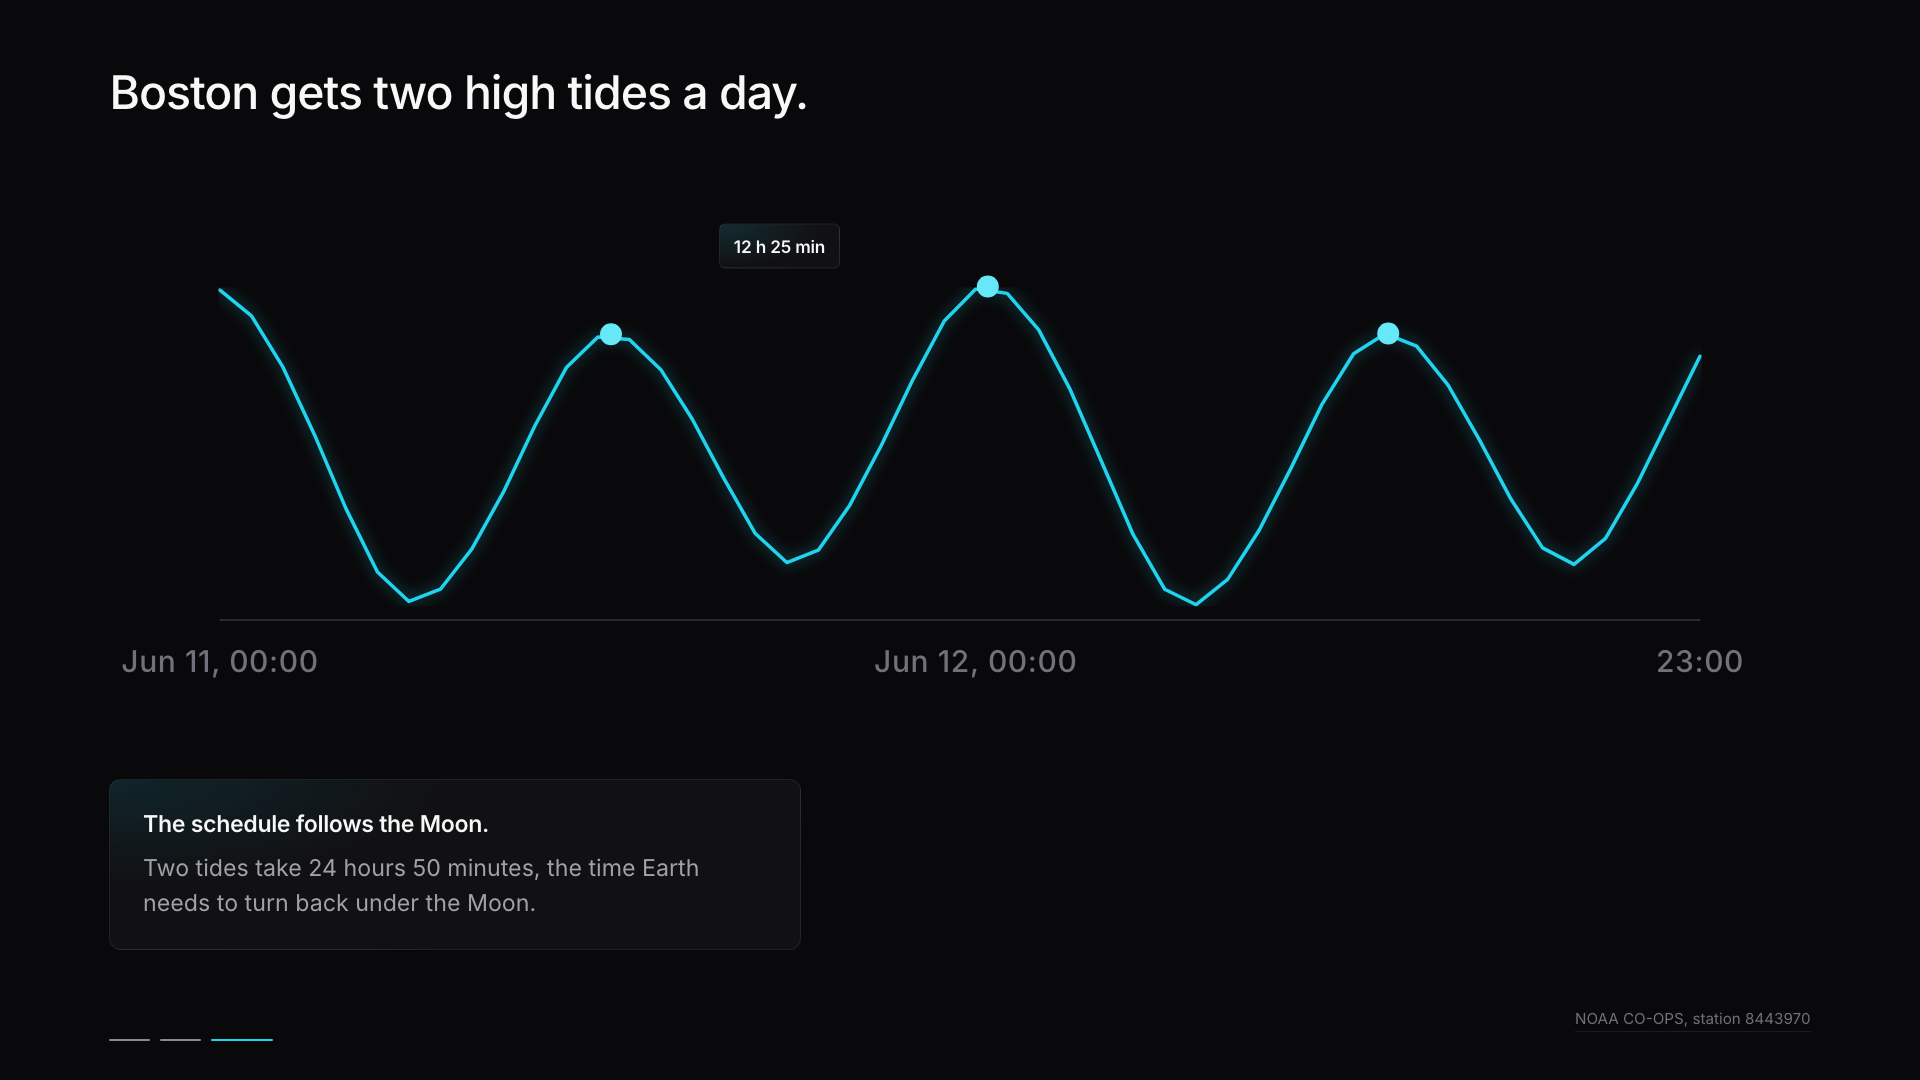 Boston gets two high tides a day.
12 h 25 min
Jun 11, 00:00
Jun 12, 00:00
23:00
The schedule follows the Moon.
Two tides take 24 hours 50 minutes, the time Earth
needs to turn back under the Moon.
NOAA CO-OPS, station 8443970